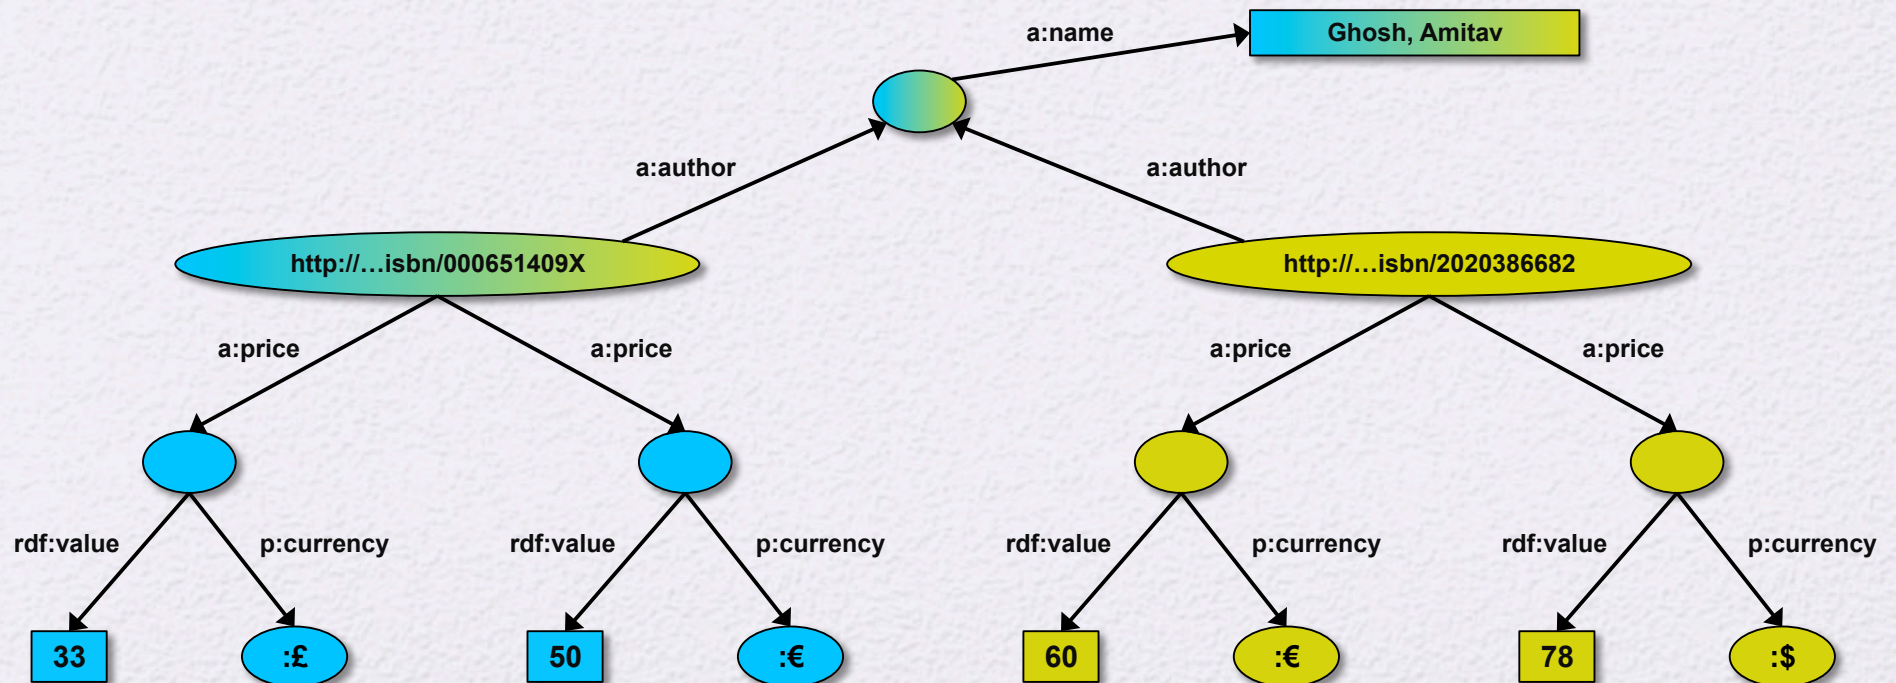 a:name
Ghosh, Amitav
a:author
a:author
http://…isbn/000651409X
http://…isbn/2020386682
a:price
a:price
a:price
a:price
rdf:value
p:currency
rdf:value
p:currency
rdf:value
p:currency
rdf:value
p:currency
33
:£
50
:€
60
:€
78
:$